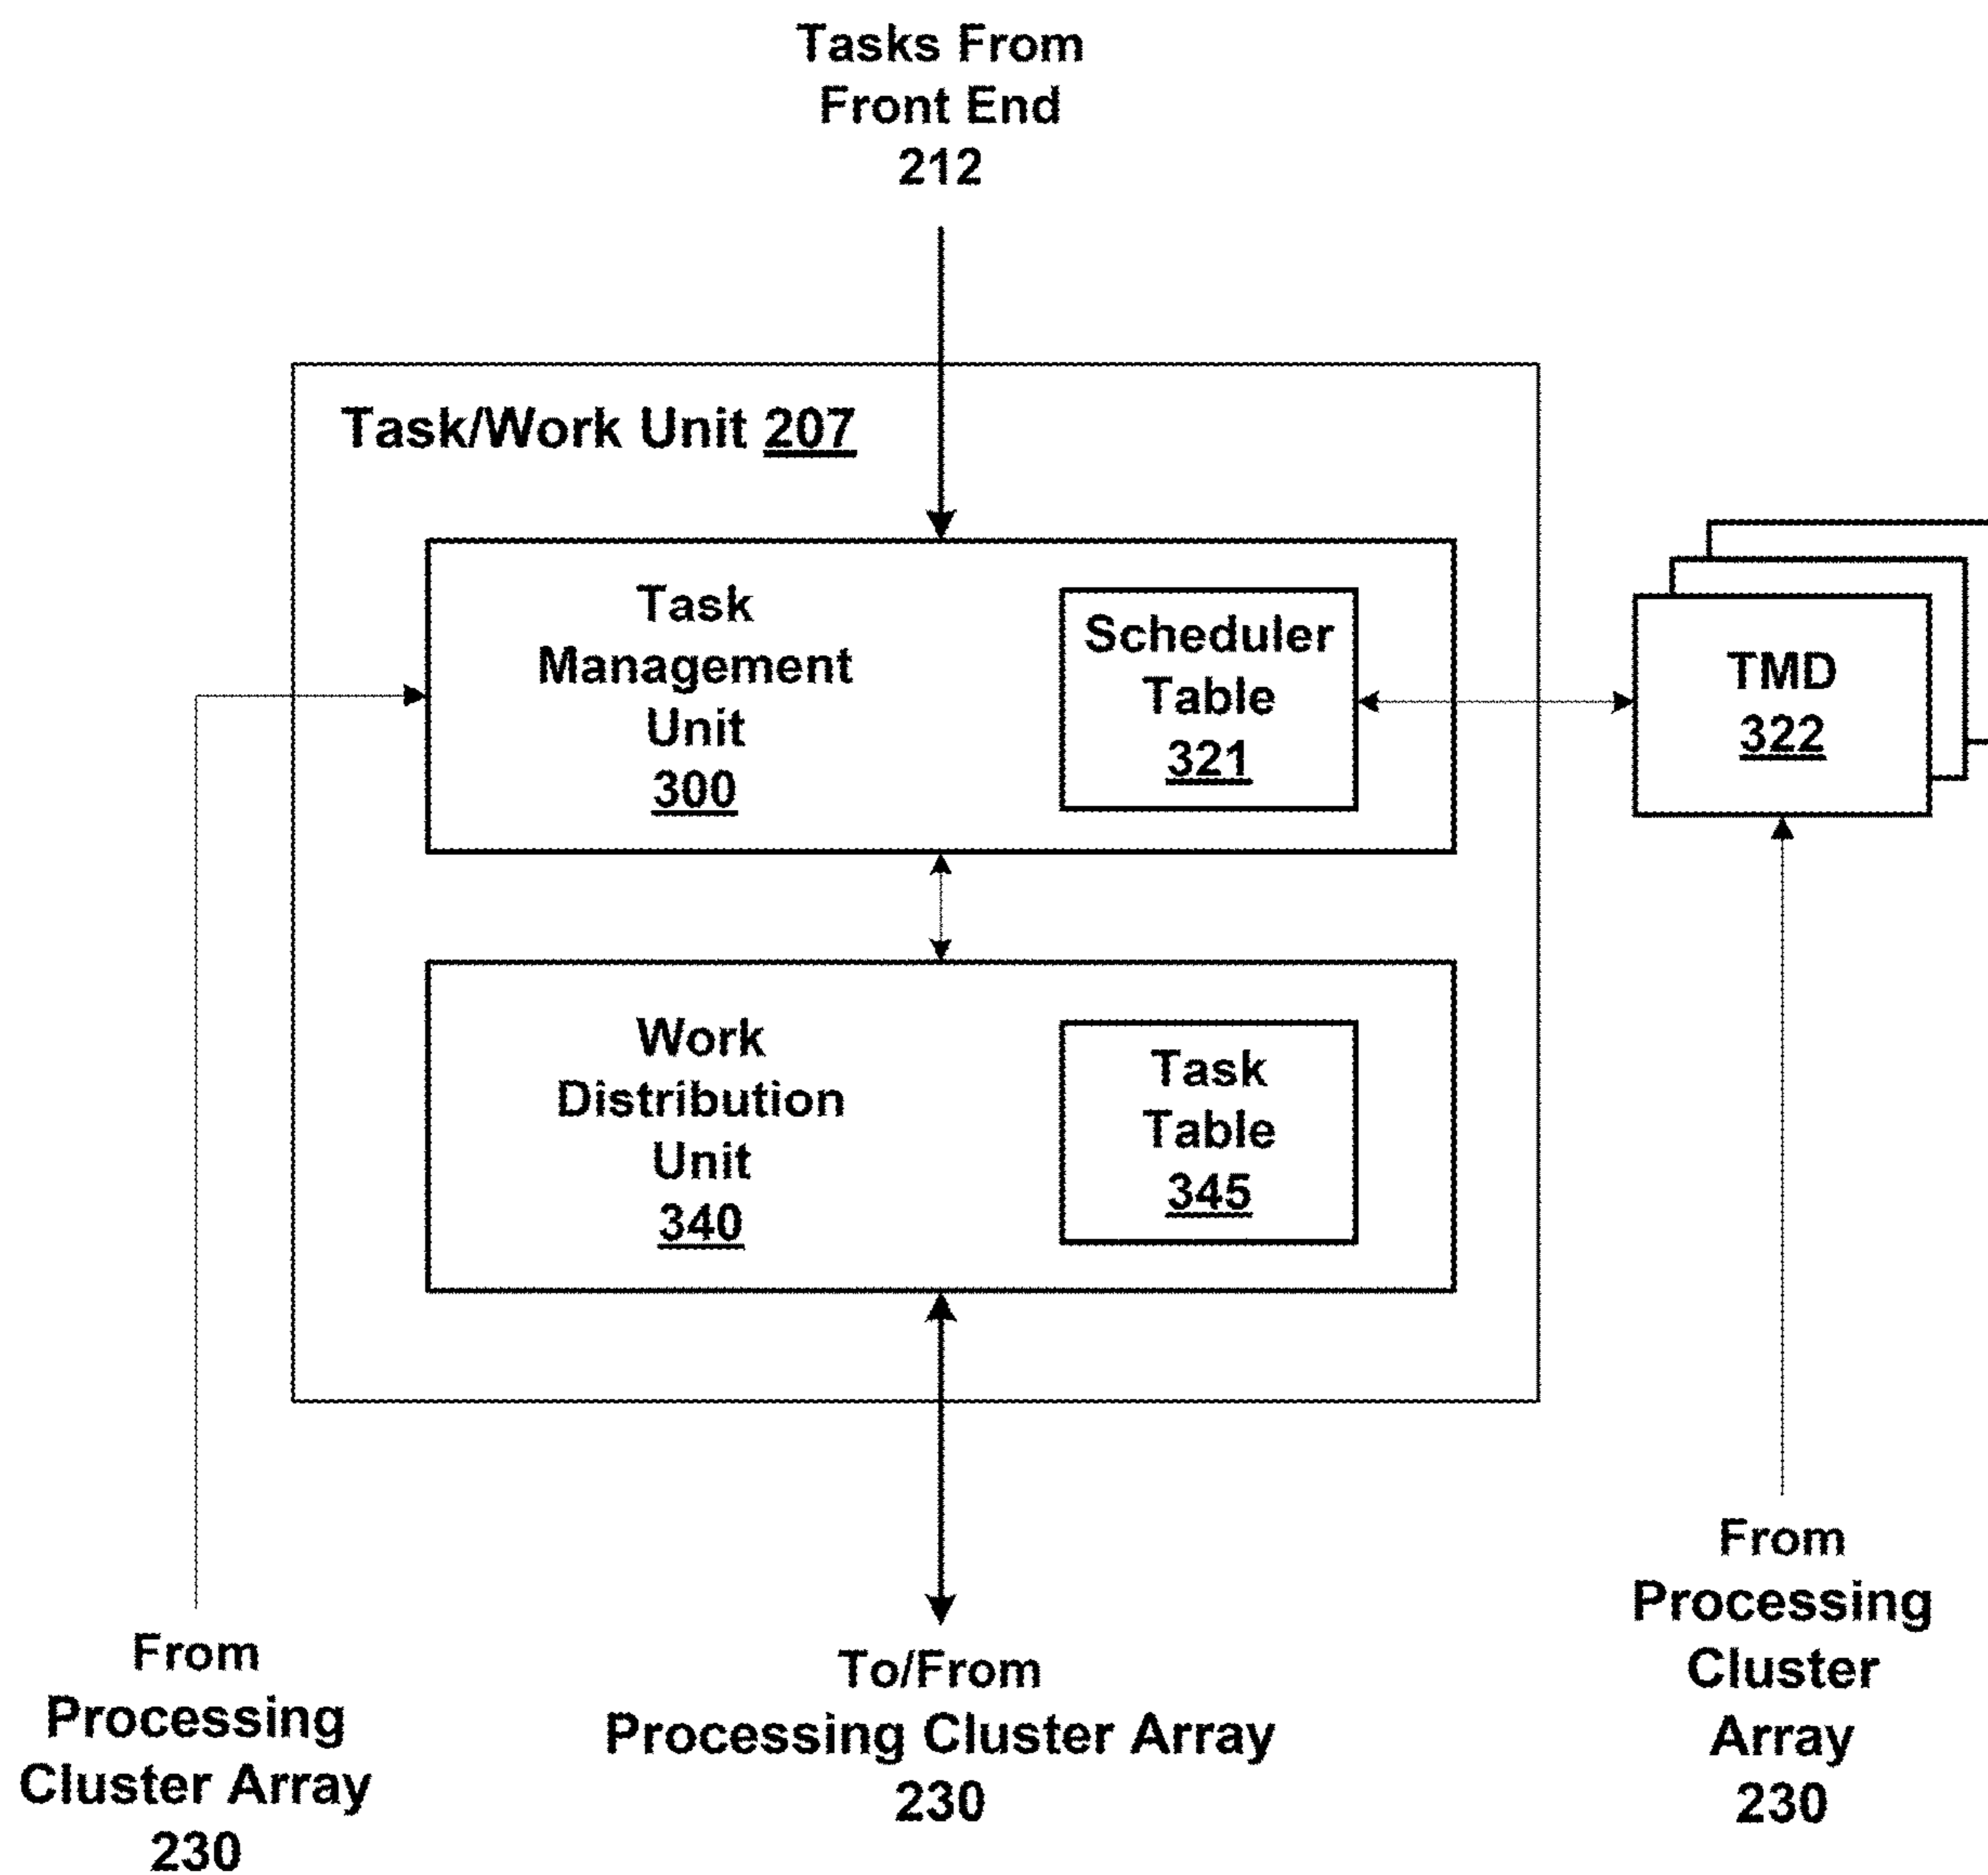 Tasks From
Front End
212
Task/Work Unit 207
Task
Management
Unit
300
Scheduler
Table
321
TMD
322
Work
Distribution
Unit
340
Task
Table
345
From
Processing
Cluster Array
230
To/From
Processing Cluster Array
230
From
Processing
Cluster
Array
230